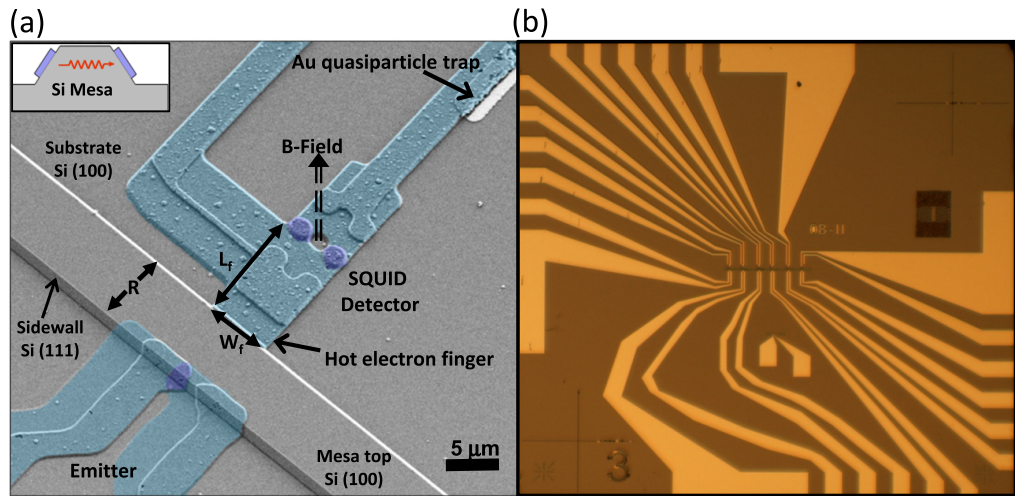 (a)
(b)
Si Mesa
Au quasiparticle trap
Substrate
Si (100)
B-Field
Lf
R
SQUID
Detector
Sidewall
Si (111)
Wf
Hot electron finger
Emitter
Mesa top
Si (100)
5 μm
B-II
3